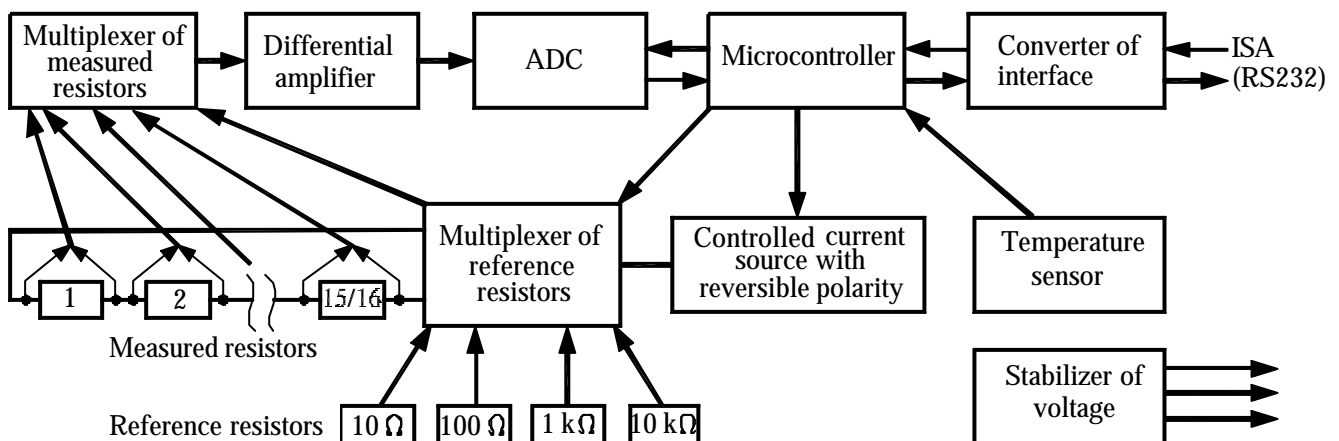 Multiplexer of
measured
resistors
Differential
amplifier
ADC
Microcontroller
Converter of
interface
ISA
(RS232)
Multiplexer of
reference
resistors
Controlled current
source with
reversible polarity
Temperature
sensor
1
2
15/16
Measured resistors
Stabilizer of
voltage
Reference resistors
10 Ω
100 Ω
1 kΩ
10 kΩ